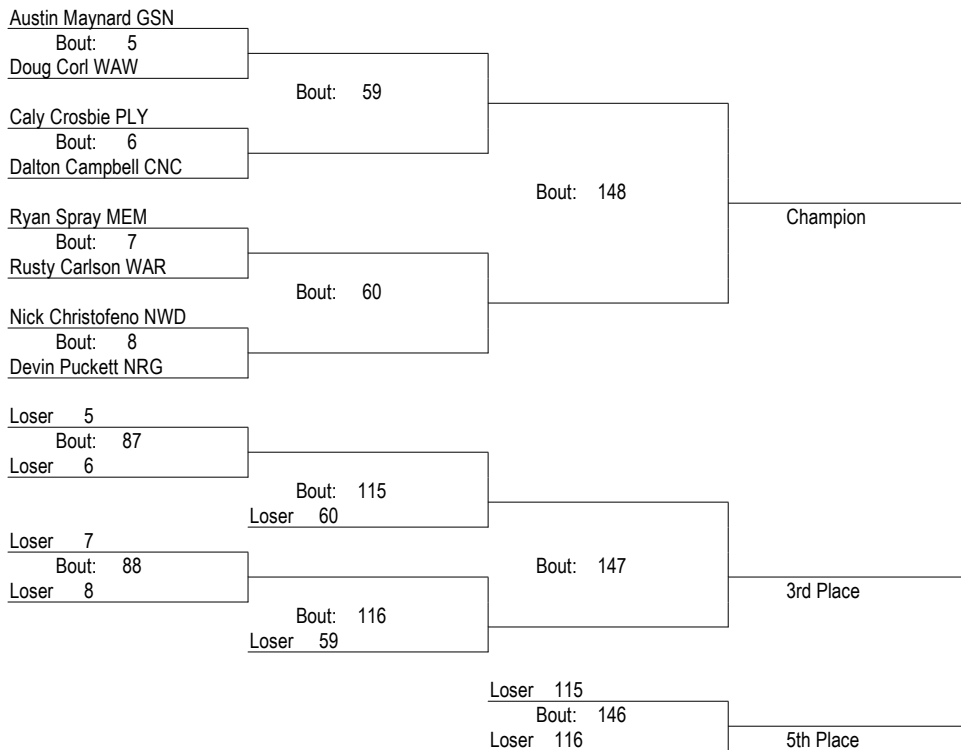 Austin Maynard GSN
Bout: 5
Doug Corl WAW
Bout: 59
Caly Crosbie PLY
Bout: 6
Dalton Campbell CNC
Bout: 148
Ryan Spray MEM
Champion
Bout: 7
Rusty Carlson WAR
Bout: 60
Nick Christofeno NWD
Bout: 8
Devin Puckett NRG
Loser 5
Bout: 87
Loser 6
Bout: 115
Loser 60
Loser 7
Bout: 88
Bout: 147
Loser 8
3rd Place
Bout: 116
Loser 59
Loser 115
Bout: 146
Loser 116
5th Place